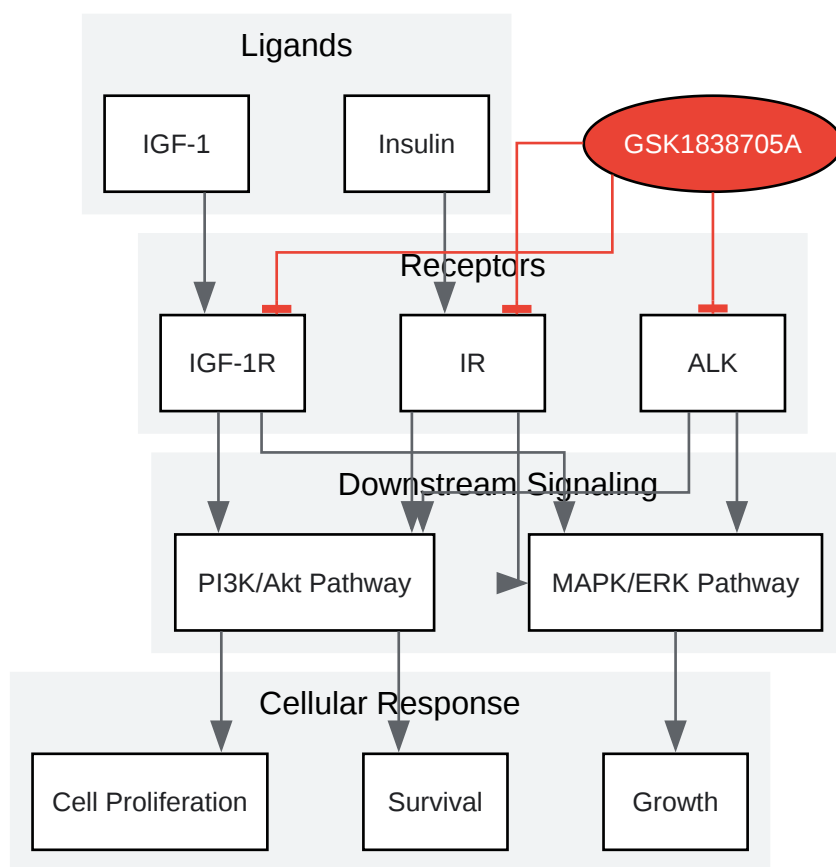 Ligands
IGF-1
Insulin
GSK1838705A
Receptors
IGF-1R
IR
ALK
Downstream Signaling
PI3K/Akt Pathway
MAPK/ERK Pathway
Cellular Response
Cell Proliferation
Survival
Growth